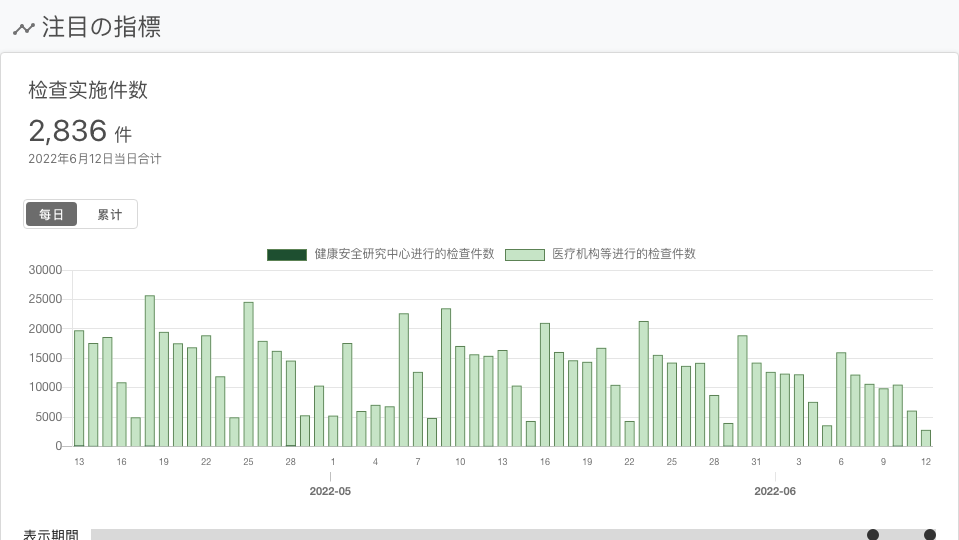 注目の指標
检查实施件数
2,836 件
2022年6月12日当日合计
每日 累计
健康安全研究中心进行的检查件数 医疗机构等进行的检查件数
30000
25000
20000
15000
10000
5000
0
13 16 19 22 25 28 1 4 7 10 13 16 19 22 25 28 31 3 6 9 12
2022-05 2022-06
表示期間